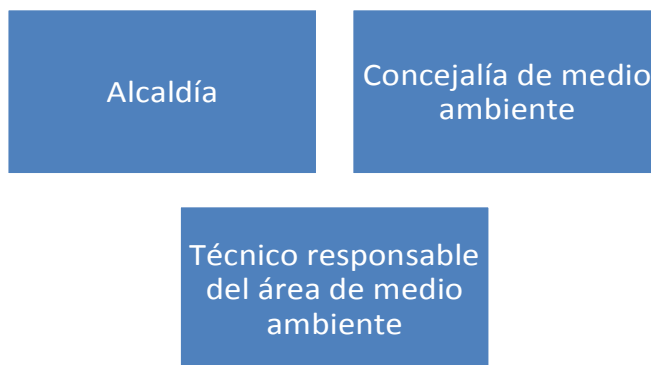 Alcaldía
Concejalía de medio
ambiente
Técnico responsable
del área de medio
ambiente